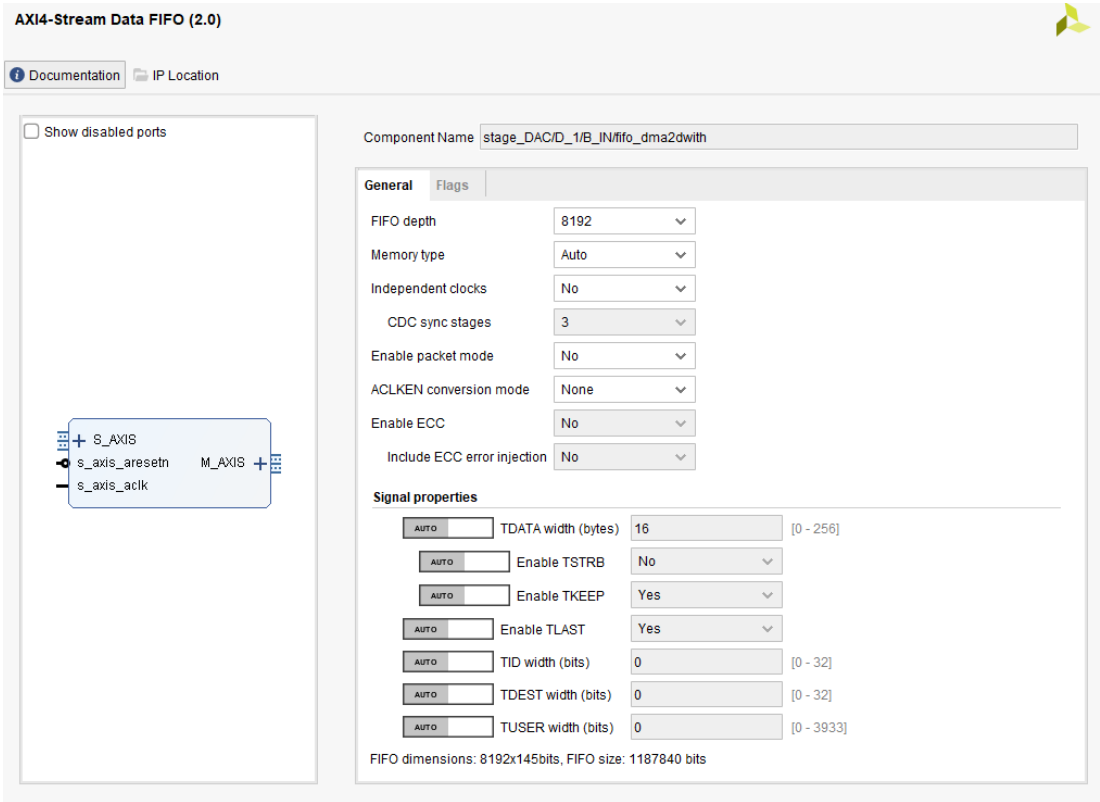 AXI4-Stream Data FIFO (2.0)
Documentation IP Location
Show disabled ports
S_AXIS
s_axis_aresetn M_AXIS
s_axis_aclk
Component Name stage_DAC/D_1/B_IN/fifo_dma2dwith
General Flags
FIFO depth 8192
Memory type Auto
Independent clocks No
CDC sync stages 3
Enable packet mode No
ACLKEN conversion mode None
Enable ECC No
Include ECC error injection No
Signal properties
AUTO TDATA width (bytes) 16 [0 - 256]
AUTO Enable TSTRB No
AUTO Enable TKEEP Yes
AUTO Enable TLAST Yes
AUTO TID width (bits) 0 [0 - 32]
AUTO TDEST width (bits) 0 [0 - 32]
AUTO TUSER width (bits) 0 [0 - 3933]
FIFO dimensions: 8192x145bits, FIFO size: 1187840 bits